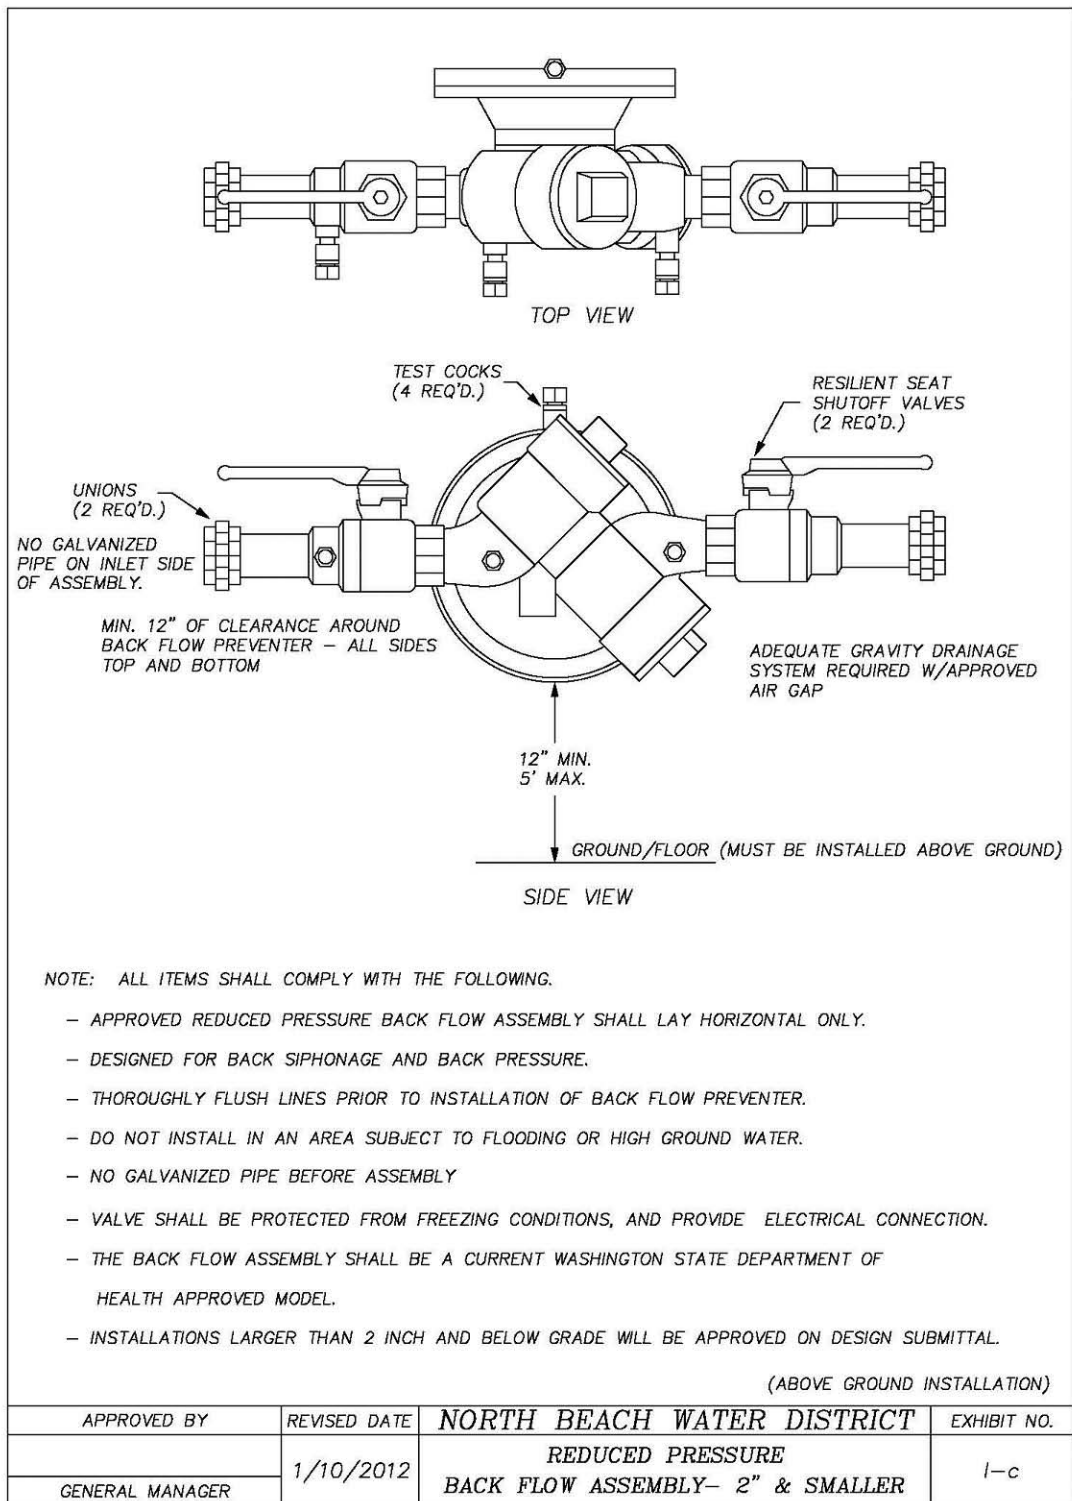 TOP VIEW
TEST COCKS
(4 REQ'D.)
RESILIENT SEAT
SHUTOFF VALVES
(2 REQ'D.)
UNIONS
(2 REQ'D.)
NO GALVANIZED
PIPE ON INLET SIDE
OF ASSEMBLY.
MIN. 12" OF CLEARANCE AROUND
BACK FLOW PREVENTER – ALL SIDES
TOP AND BOTTOM
ADEQUATE GRAVITY DRAINAGE
SYSTEM REQUIRED W/APPROVED
AIR GAP
12" MIN.
5' MAX.
GROUND/FLOOR (MUST BE INSTALLED ABOVE GROUND)
SIDE VIEW
NOTE: ALL ITEMS SHALL COMPLY WITH THE FOLLOWING.
– APPROVED REDUCED PRESSURE BACK FLOW ASSEMBLY SHALL LAY HORIZONTAL ONLY.
– DESIGNED FOR BACK SIPHONAGE AND BACK PRESSURE.
– THOROUGHLY FLUSH LINES PRIOR TO INSTALLATION OF BACK FLOW PREVENTER.
– DO NOT INSTALL IN AN AREA SUBJECT TO FLOODING OR HIGH GROUND WATER.
– NO GALVANIZED PIPE BEFORE ASSEMBLY
– VALVE SHALL BE PROTECTED FROM FREEZING CONDITIONS, AND PROVIDE ELECTRICAL CONNECTION.
– THE BACK FLOW ASSEMBLY SHALL BE A CURRENT WASHINGTON STATE DEPARTMENT OF
HEALTH APPROVED MODEL.
– INSTALLATIONS LARGER THAN 2 INCH AND BELOW GRADE WILL BE APPROVED ON DESIGN SUBMITTAL.
(ABOVE GROUND INSTALLATION)
APPROVED BY
GENERAL MANAGER
REVISED DATE
1/10/2012
NORTH BEACH WATER DISTRICT
REDUCED PRESSURE
BACK FLOW ASSEMBLY– 2" & SMALLER
EXHIBIT NO.
1–c